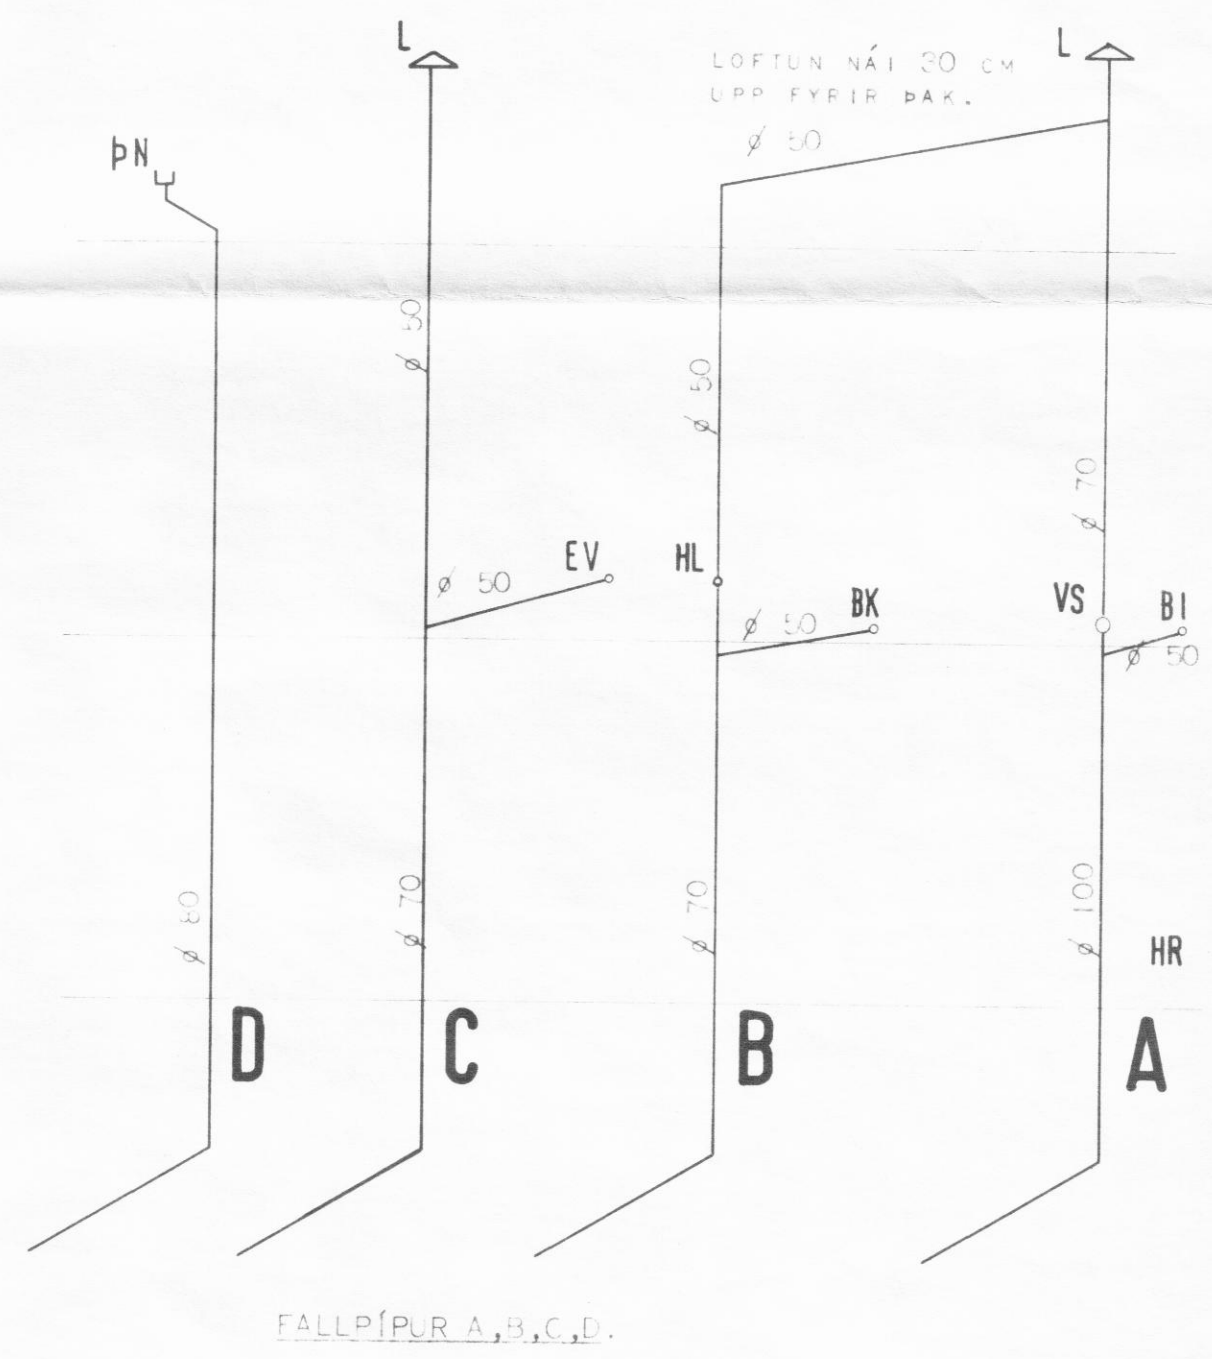 L
L
LOFTUN NÁI 30 CM
UPP FYRIR ÞAK.
ø 50
ÞN
ø 50
ø 50
ø 70
EV
ø 50
HL
BK
ø 50
VS
BI
ø 50
ø 80
ø 70
ø 70
ø 100
HR
D
C
B
A
FALLPÍPUR A,B,C,D.